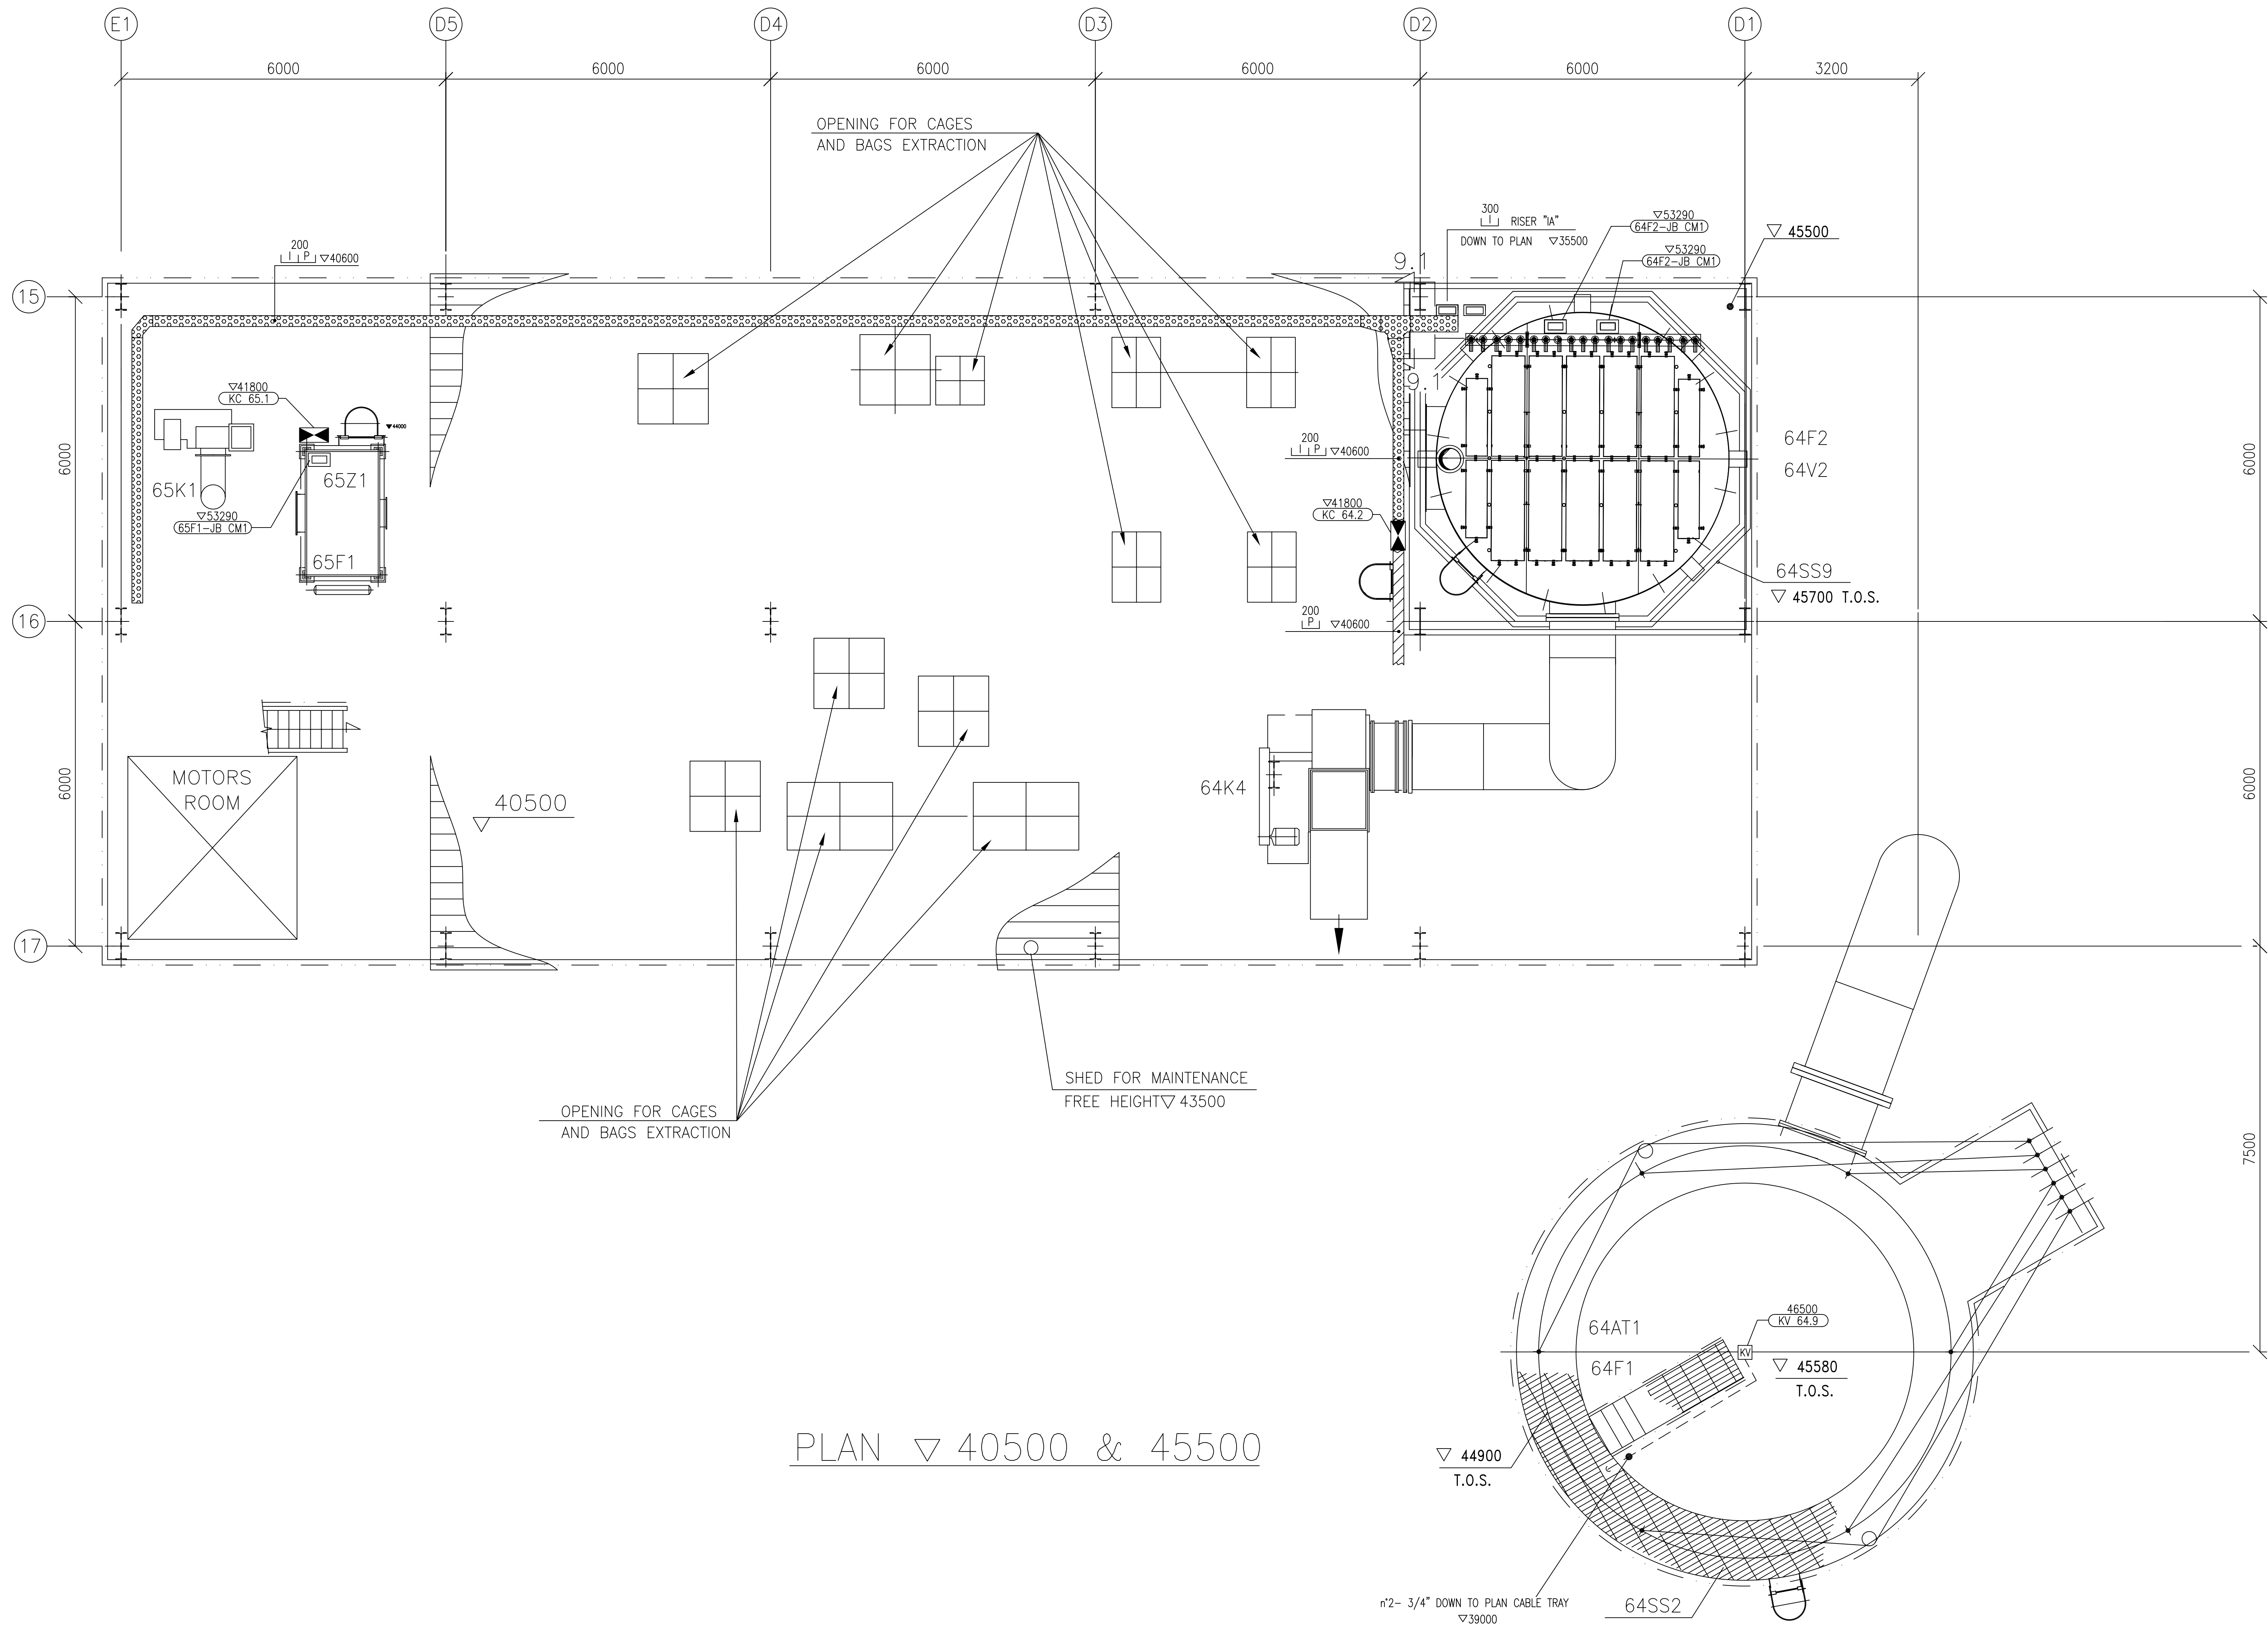 E1
D5
D4
D3
D2
D1
6000
6000
6000
6000
6000
3200
OPENING FOR CAGES
AND BAGS EXTRACTION
300
I RISER "IA"
DOWN TO PLAN ▽35500
▽53290
64F2-JB CM1
▽53290
64F2-JB CM1
▽ 45500
200
I P ▽40600
9.1
15
▽41800
KC 65.1
▼44000
9.1
6000
65K1
65Z1
▽53290
65F1-JB CM1
65F1
200
I P ▽40600
▽41800
KC 64.2
64F2
64V2
6000
64SS9
▽ 45700 T.O.S.
200
P ▽40600
16
MOTORS
ROOM
6000
▽ 40500
64K4
6000
17
SHED FOR MAINTENANCE
FREE HEIGHT▽ 43500
OPENING FOR CAGES
AND BAGS EXTRACTION
7500
46500
KV 64.9
64AT1
KV
64F1
▽ 45580
T.O.S.
PLAN ▽ 40500 & 45500
▽ 44900
T.O.S.
n°2- 3/4" DOWN TO PLAN CABLE TRAY
▽39000
64SS2